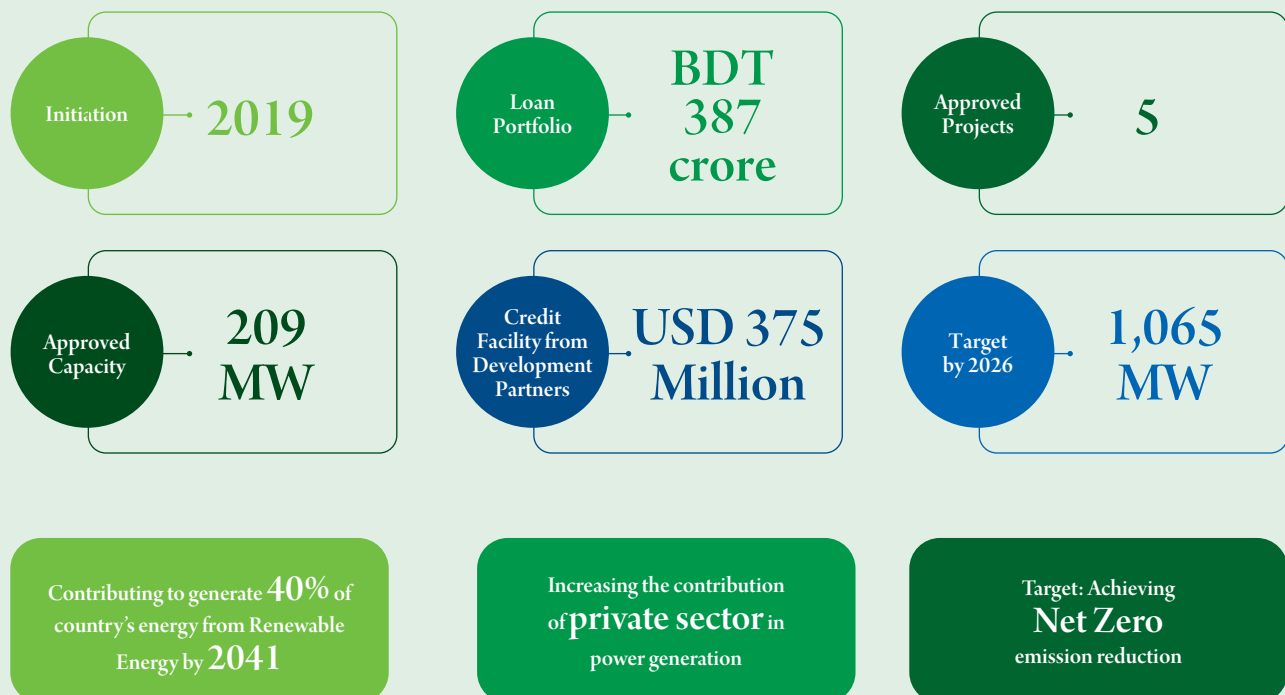 Initiation
2019
Loan
Portfolio
BDT
387
crore
Approved
Projects
5
Approved
Capacity
209
MW
Credit
Facility from
Development
Partners
USD 375
Million
Target
by 2026
1,065
MW
Contributing to generate 40% of
country’s energy from Renewable
Energy by 2041
Increasing the contribution
of private sector in
power generation
Target: Achieving
Net Zero
emission reduction